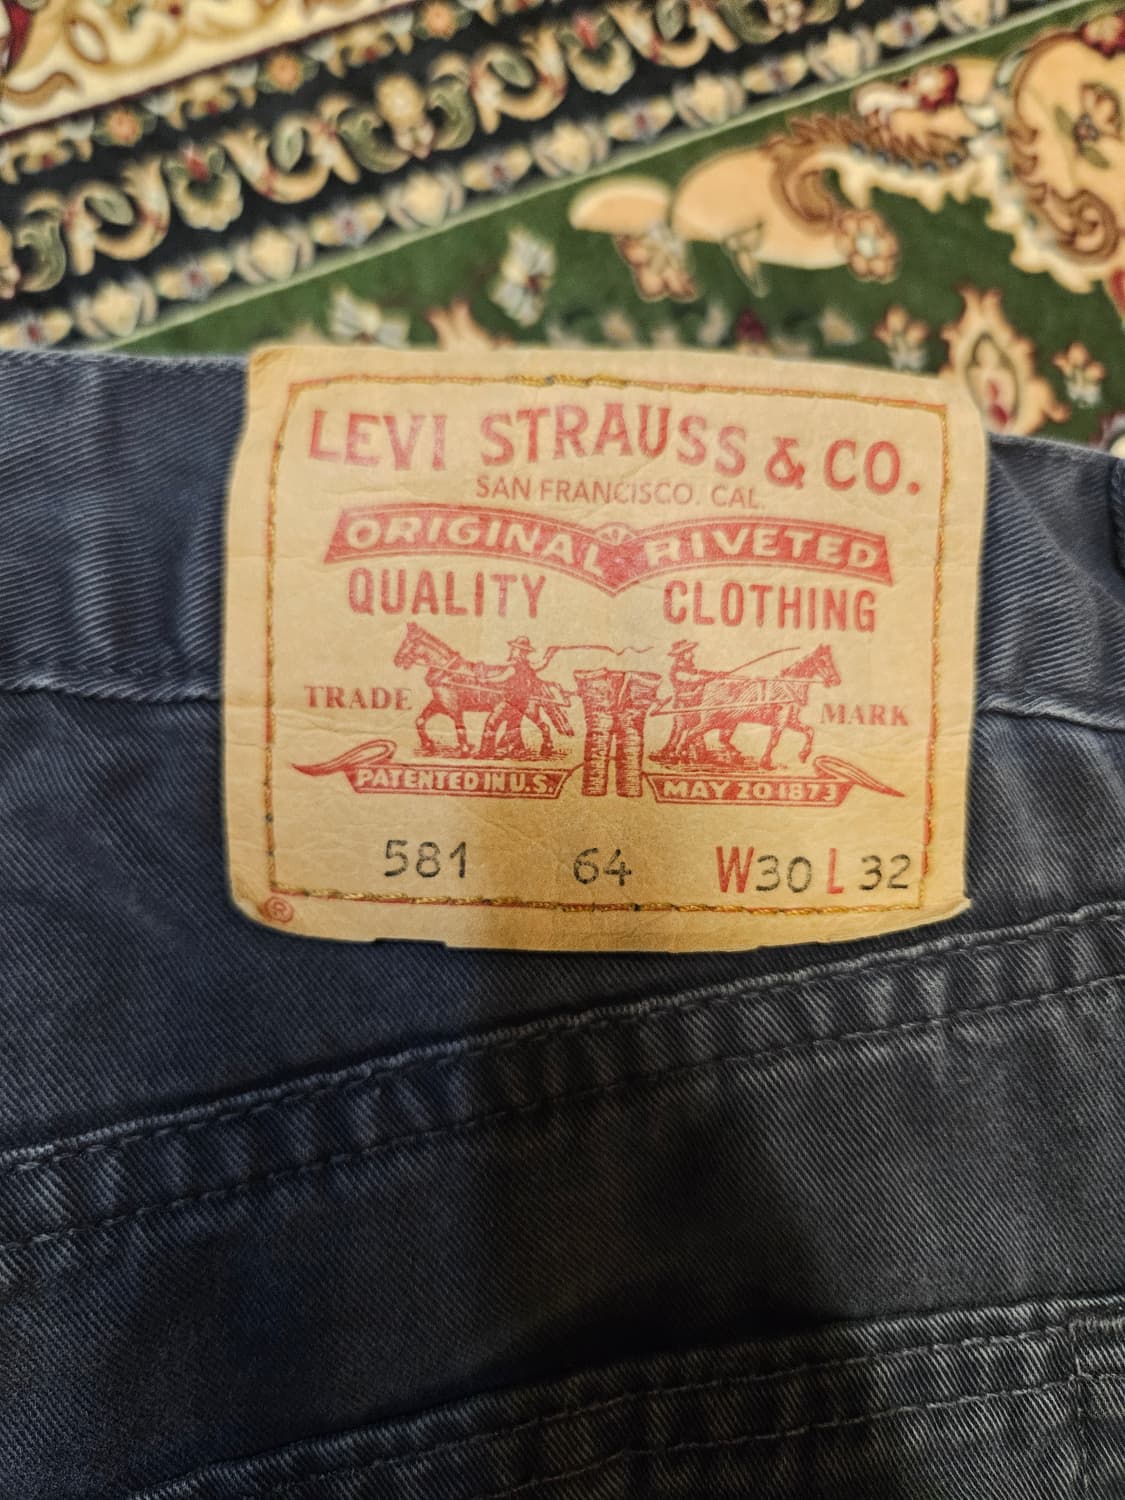 LEVI STRAUSS & CO.
SAN FRANCISCO. CAL.
ORIGINAL RIVETED
QUALITY CLOTHING
TRADE MARK
PATENTED IN U.S. MAY 20 1873
581 64 W30 L 32
®